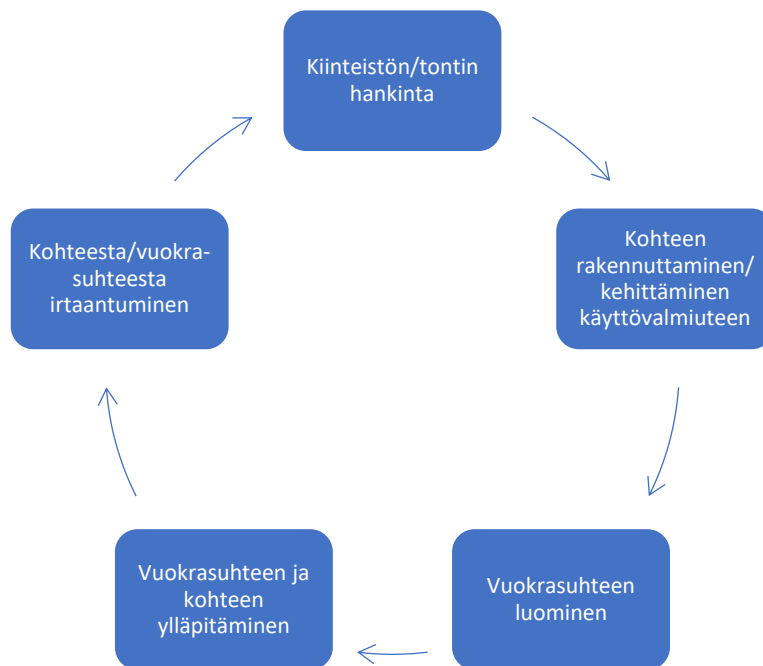 Kiinteistön/tontin
hankinta
Kohteen
rakennuttaminen/
kehittäminen
käyttövalmiuteen
Vuokrasuhteen
luominen
Vuokrasuhteen ja
kohteen
ylläpitäminen
Kohteesta/vuokra-
suhteesta
irtaantuminen